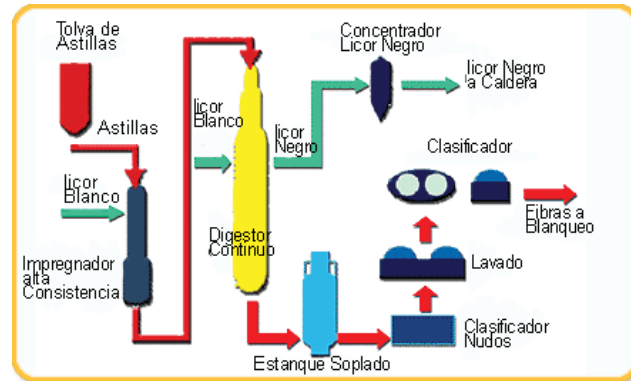 Tolva de
Astillas
Astillas
licor
Blanco
Impregnador
alta
Consistencia
licor
Blanco
Digestor
Continuo
licor
Negro
Concentrador
Licor Negro
licor Negro
a Caldera
Clasificador
Fibras a
Blanqueo
Lavado
Clasificador
Nudos
Estanque Soplado